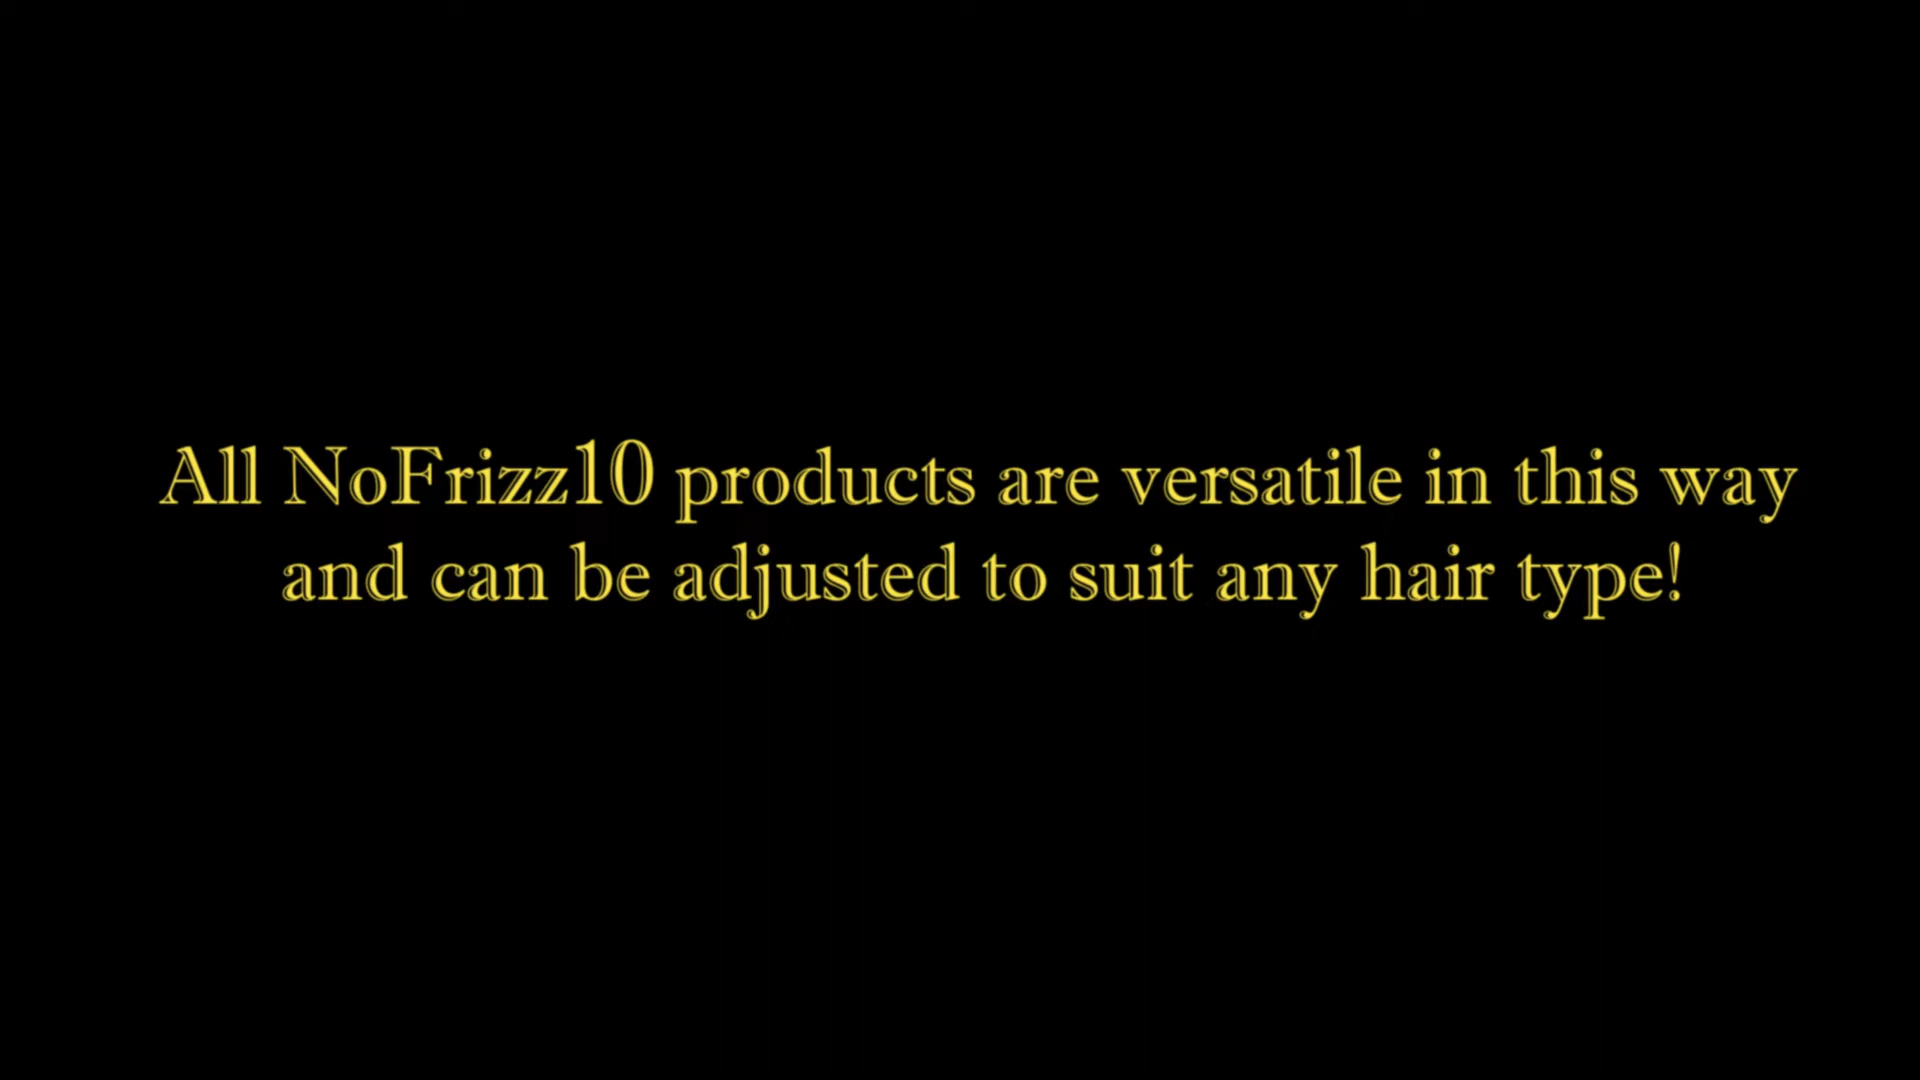 All NoFrizz10 products are versatile in this way
and can be adjusted to suit any hair type!